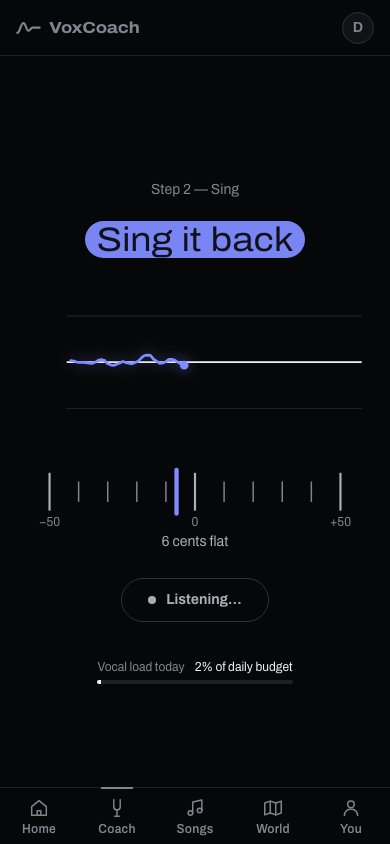 VoxCoach
D
Step 2 — Sing
Sing it back
−50 0 +50
6 cents flat
Listening...
Vocal load today 2% of daily budget
Home Coach Songs World You